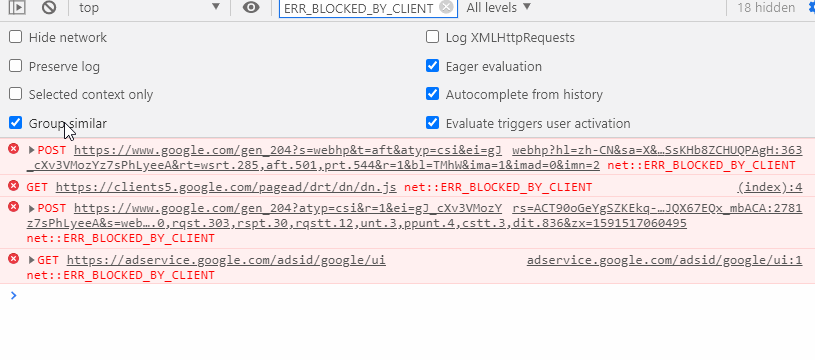 top ERR_BLOCKED_BY_CLIENT All levels 18 hidden
Hide network Log XMLHttpRequests
Preserve log Eager evaluation
Selected context only Autocomplete from history
Group similar Evaluate triggers user activation
POST https://www.google.com/gen_204?s=webhp&t=aft&atyp=csi&ei=gJ webhp?hl=zh-CN&sa=X&…SsKHb8ZCHUQPAgH:363
_cXv3VMozYz7sPhLyeeA&rt=wsrt.285,aft.501,prt.544&r=1&bl=TMhW&ima=1&imad=0&imn=2 net::ERR_BLOCKED_BY_CLIENT
GET https://clients5.google.com/pagead/drt/dn/dn.js net::ERR_BLOCKED_BY_CLIENT (index):4
POST https://www.google.com/gen_204?atyp=csi&r=1&ei=gJ_cXv3VMozY rs=ACT90oGeYgSZKEkq-…JQX67EQx_mbACA:2781
z7sPhLyeeA&s=web….0,rqst.303,rspt.30,rqstt.12,unt.3,ppunt.4,cstt.3,dit.836&zx=1591517060495
net::ERR_BLOCKED_BY_CLIENT
GET https://adservice.google.com/adsid/google/ui adservice.google.com/adsid/google/ui:1
net::ERR_BLOCKED_BY_CLIENT